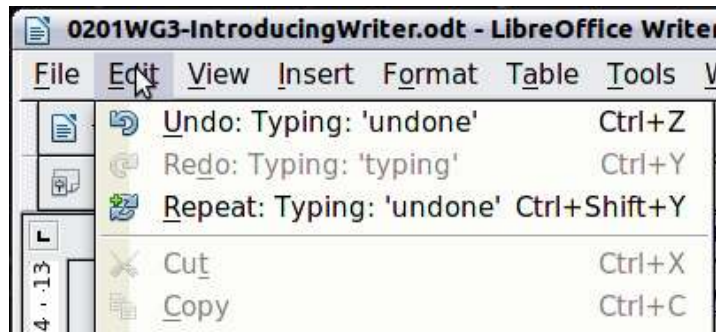 0201WG3-IntroducingWriter.odt - LibreOffice Writer
File Edit View Insert Format Table Tools
Undo: Typing: 'undone' Ctrl+Z
Redo: Typing: 'typing' Ctrl+Y
Repeat: Typing: 'undone' Ctrl+Shift+Y
Cut Ctrl+X
Copy Ctrl+C
13